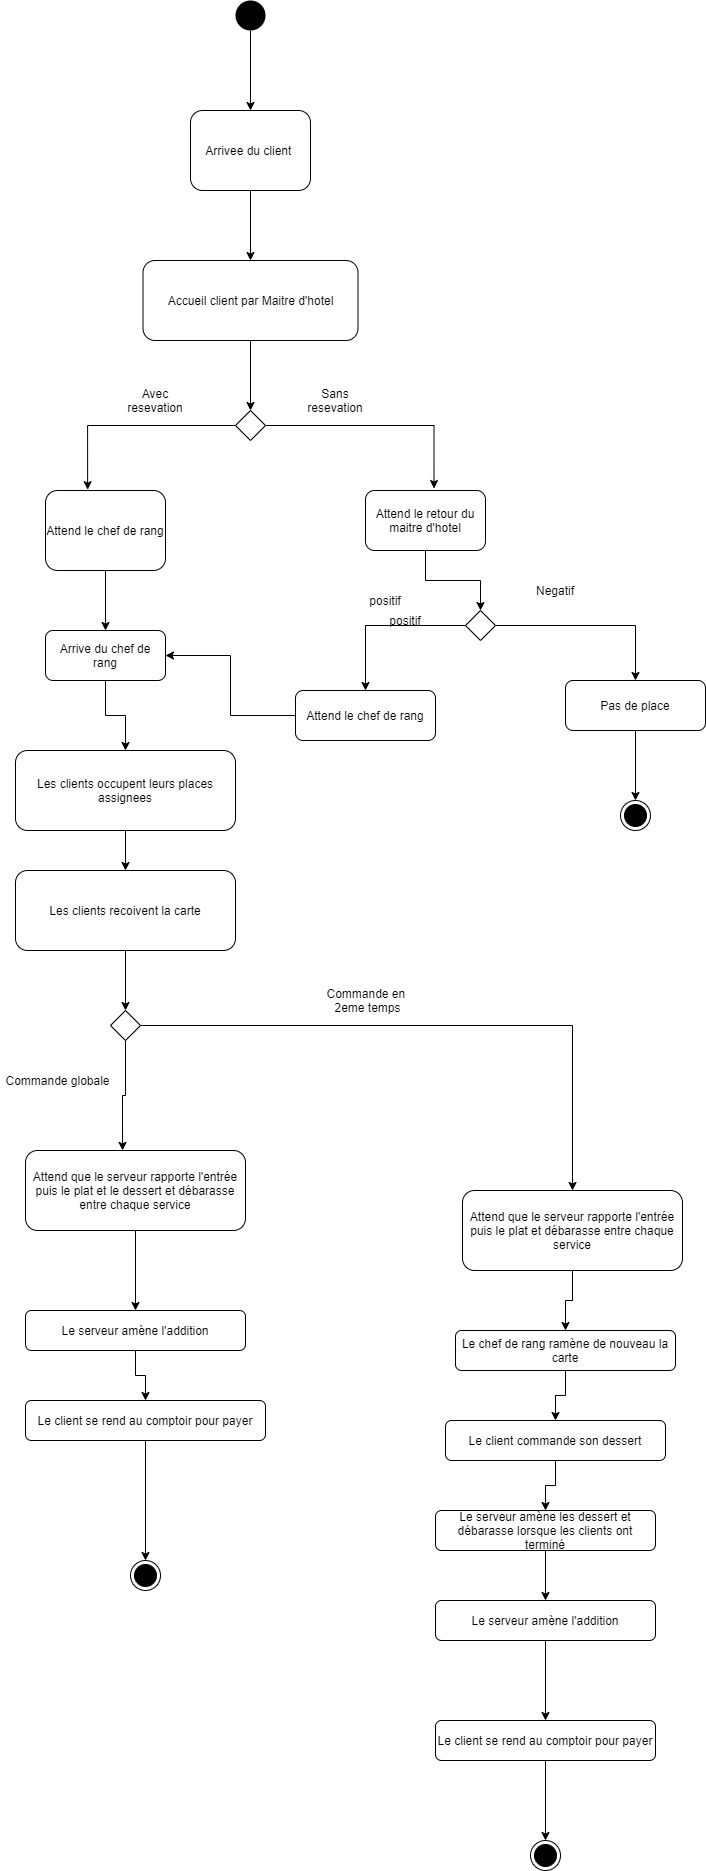 Arrivee du client
Accueil client par Maitre d'hotel
Avec
resevation
Sans
resevation
Attend le chef de rang
Attend le retour du
maitre d'hotel
positif
Negatif
positif
Arrive du chef de
rang
Attend le chef de rang
Pas de place
Les clients occupent leurs places
assignees
Les clients recoivent la carte
Commande en
2eme temps
Commande globale
Attend que le serveur rapporte l'entrée
puis le plat et le dessert et débarasse
entre chaque service
Attend que le serveur rapporte l'entrée
puis le plat et débarasse entre chaque
service
Le serveur amène l'addition
Le chef de rang ramène de nouveau la
carte
Le client se rend au comptoir pour payer
Le client commande son dessert
Le serveur amène les dessert et
débarasse lorsque les clients ont
terminé
Le serveur amène l'addition
Le client se rend au comptoir pour payer